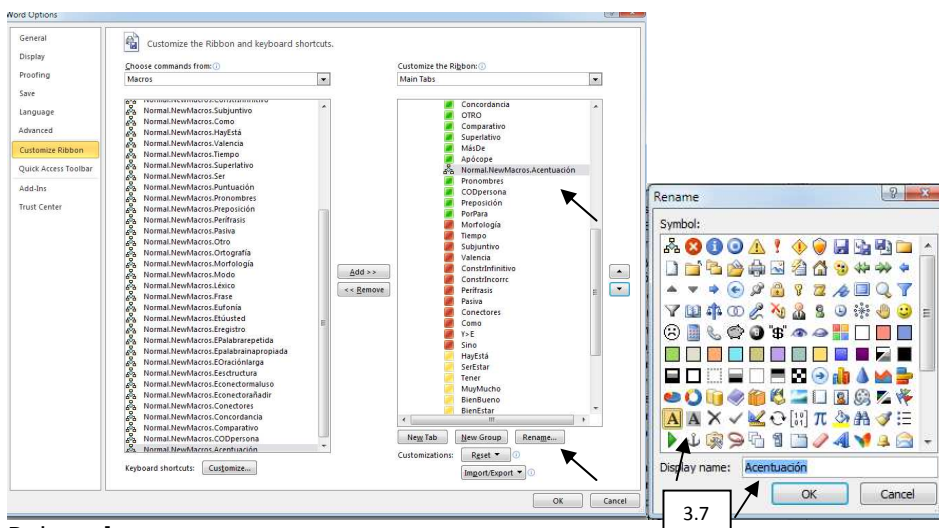 Word Options
General
Display
Proofing
Save
Language
Advanced
Customize Ribbon
Quick Access Toolbar
Add-Ins
Trust Center
Customize the Ribbon and keyboard shortcuts.
Choose commands from:
Macros
Normal.NewMacros.ConstrInfinitivo
Normal.NewMacros.Subjuntivo
Normal.NewMacros.Como
Normal.NewMacros.HayEstá
Normal.NewMacros.Valencia
Normal.NewMacros.Tiempo
Normal.NewMacros.Superlativo
Normal.NewMacros.Ser
Normal.NewMacros.Puntuación
Normal.NewMacros.Pronombres
Normal.NewMacros.Preposición
Normal.NewMacros.Perífrasis
Normal.NewMacros.Pasiva
Normal.NewMacros.Otro
Normal.NewMacros.Ortografía
Normal.NewMacros.Morfología
Normal.NewMacros.Modo
Normal.NewMacros.Léxico
Normal.NewMacros.Frase
Normal.NewMacros.Eufonía
Normal.NewMacros.Etúusted
Normal.NewMacros.Eregistro
Normal.NewMacros.EPalabrarepetida
Normal.NewMacros.Epalabrainapropiada
Normal.NewMacros.EOraciónlarga
Normal.NewMacros.Eestructura
Normal.NewMacros.Econectormaluso
Normal.NewMacros.Econectorañadir
Normal.NewMacros.Conectores
Normal.NewMacros.Concordancia
Normal.NewMacros.Comparativo
Normal.NewMacros.CODpersona
Normal.NewMacros.Acentuación
Keyboard shortcuts: Customize...
Add >>
<< Remove
Customize the Ribbon:
Main Tabs
Concordancia
OTRO
Comparativo
Superlativo
MásDe
Apócope
Normal.NewMacros.Acentuación
Pronombres
CODpersona
Preposición
PorPara
Morfología
Tiempo
Subjuntivo
Valencia
ConstrInfinitivo
ConstrIncorrc
Perífrasis
Pasiva
Conectores
Como
Y>E
Sino
HayEstá
SerEstar
Tener
MuyMucho
BienBueno
BienEstar
New Tab New Group Rename...
Customizations: Reset
Import/Export
OK Cancel
Rename
Symbol:
Display name: Acentuación
OK Cancel
3.7